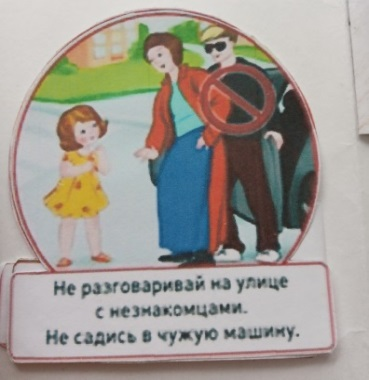 Не разговаривай на улице
с незнакомцами.
Не садись в чужую машину.